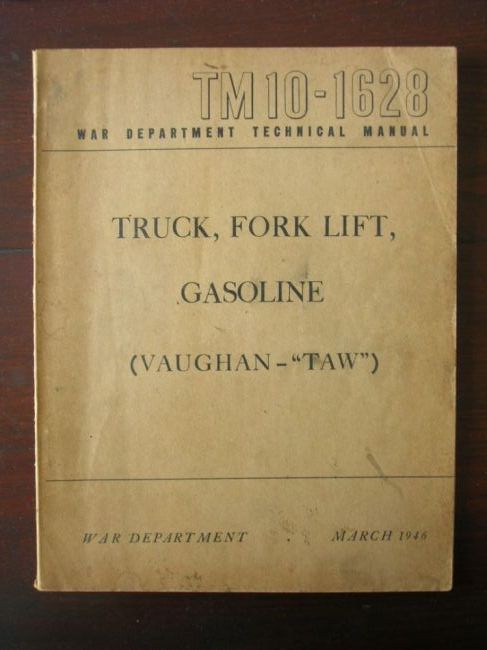 TM 10-1628
WAR DEPARTMENT TECHNICAL MANUAL
TRUCK, FORK LIFT,
GASOLINE
(VAUGHAN-"TAW")
WAR DEPARTMENT . MARCH 1946